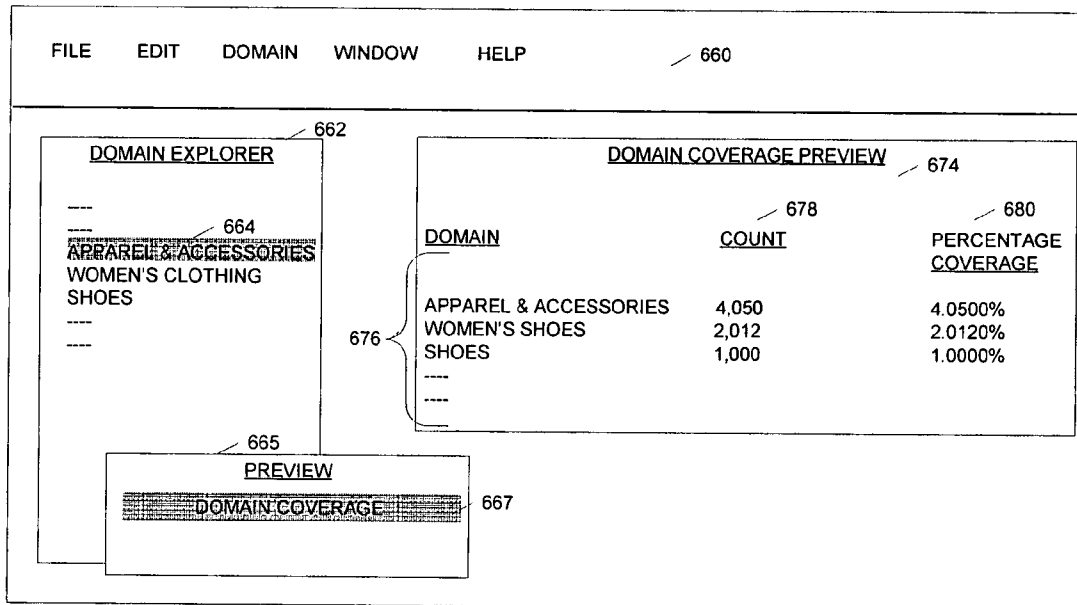 FILE EDIT DOMAIN WINDOW HELP 660
662
DOMAIN EXPLORER
----
----
664
APPAREL & ACCESSORIES
WOMEN'S CLOTHING
SHOES
----
----
DOMAIN COVERAGE PREVIEW
674
678 680
DOMAIN COUNT PERCENTAGE COVERAGE
APPAREL & ACCESSORIES 4,050 4.0500%
WOMEN'S SHOES 2,012 2.0120%
SHOES 1,000 1.0000%
----
----
676
665
PREVIEW
DOMAIN COVERAGE 667